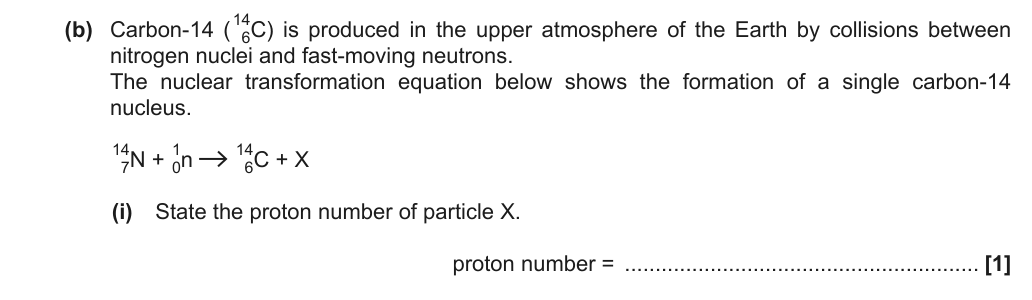 (b) Carbon-14 (¹⁴₆C) is produced in the upper atmosphere of the Earth by collisions between
nitrogen nuclei and fast-moving neutrons.
The nuclear transformation equation below shows the formation of a single carbon-14
nucleus.
¹⁴₇N + ¹₀n → ¹⁴₆C + X
(i) State the proton number of particle X.
proton number = .......................................................... [1]